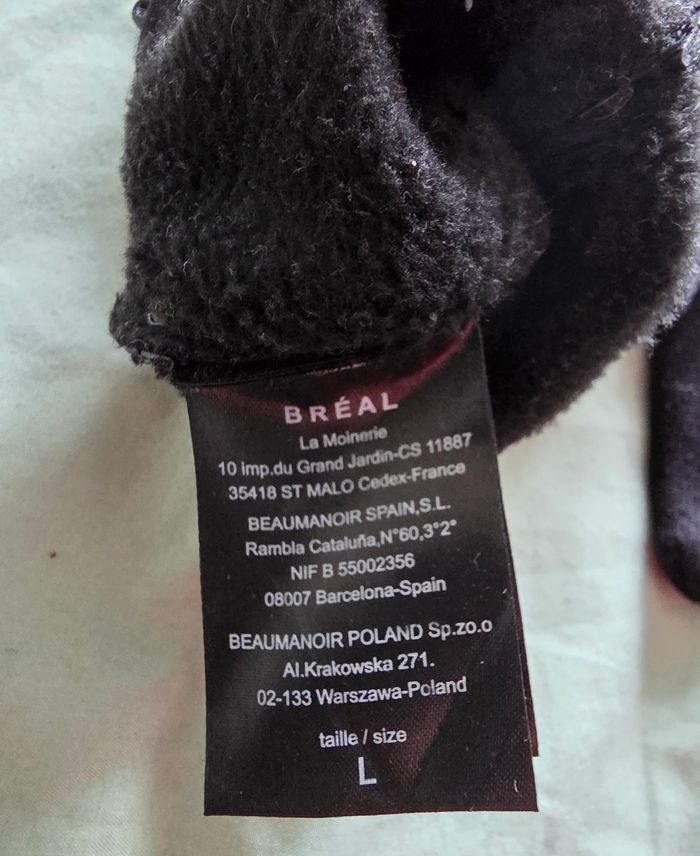 BRÉAL
La Moinerie
10 imp.du Grand Jardin-CS 11887
35418 ST MALO Cedex-France
BEAUMANOIR SPAIN,S.L.
Rambla Cataluña,N°60,3°2°
NIF B 55002356
08007 Barcelona-Spain
BEAUMANOIR POLAND Sp.zo.o
Al.Krakowska 271.
02-133 Warszawa-Poland
taille / size
L